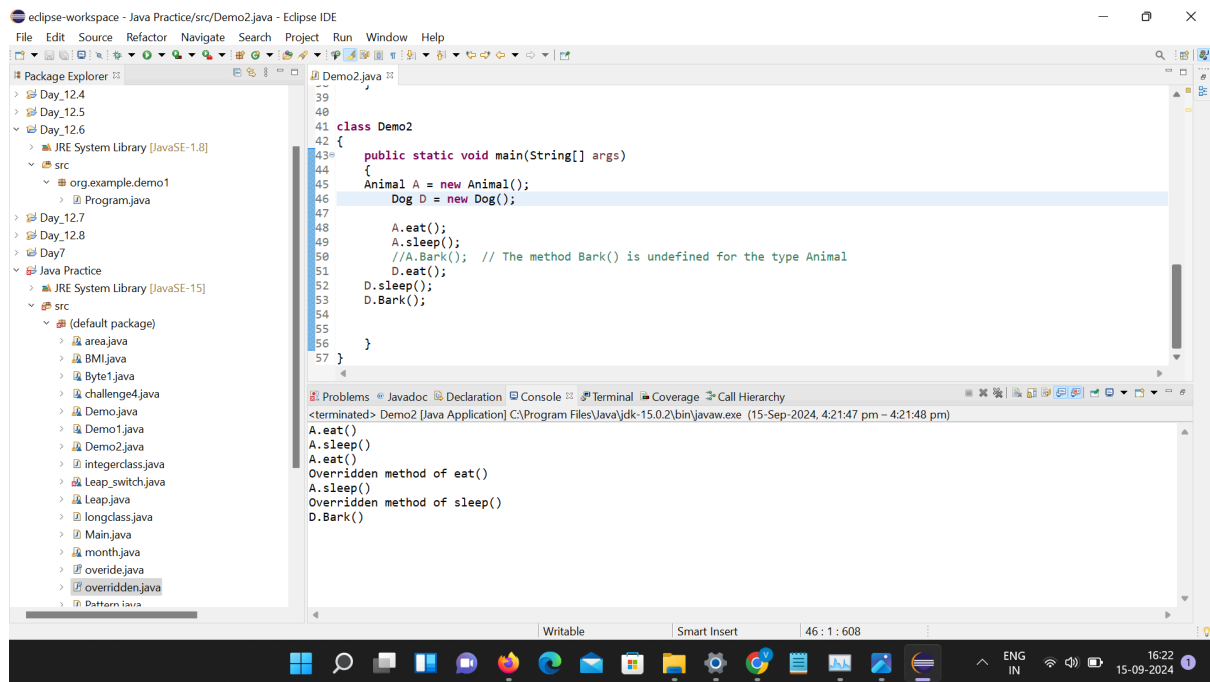 eclipse-workspace - Java Practice/src/Demo2.java - Eclipse IDE
File Edit Source Refactor Navigate Search Project Run Window Help
Package Explorer
Day_12.4
Day_12.5
Day_12.6
JRE System Library [JavaSE-1.8]
src
org.example.demo1
Program.java
Day_12.7
Day_12.8
Day7
Java Practice
JRE System Library [JavaSE-15]
src
(default package)
area.java
BMI.java
Byte1.java
challenge4.java
Demo.java
Demo1.java
Demo2.java
integerclass.java
Leap_switch.java
Leap.java
longclass.java
Main.java
month.java
overide.java
overridden.java
Pattern.java
Demo2.java
39
40
41 class Demo2
42 {
43 public static void main(String[] args)
44 {
45 Animal A = new Animal();
46 Dog D = new Dog();
47
48 A.eat();
49 A.sleep();
50 //A.Bark(); // The method Bark() is undefined for the type Animal
51 D.eat();
52 D.sleep();
53 D.Bark();
54
55
56 }
57 }
Problems Javadoc Declaration Console Terminal Coverage Call Hierarchy
<terminated> Demo2 [Java Application] C:\Program Files\Java\jdk-15.0.2\bin\javaw.exe (15-Sep-2024, 4:21:47 pm – 4:21:48 pm)
A.eat()
A.sleep()
A.eat()
Overridden method of eat()
A.sleep()
Overridden method of sleep()
D.Bark()
Writable Smart Insert 46 : 1 : 608
ENG
IN
16:22
15-09-2024
1